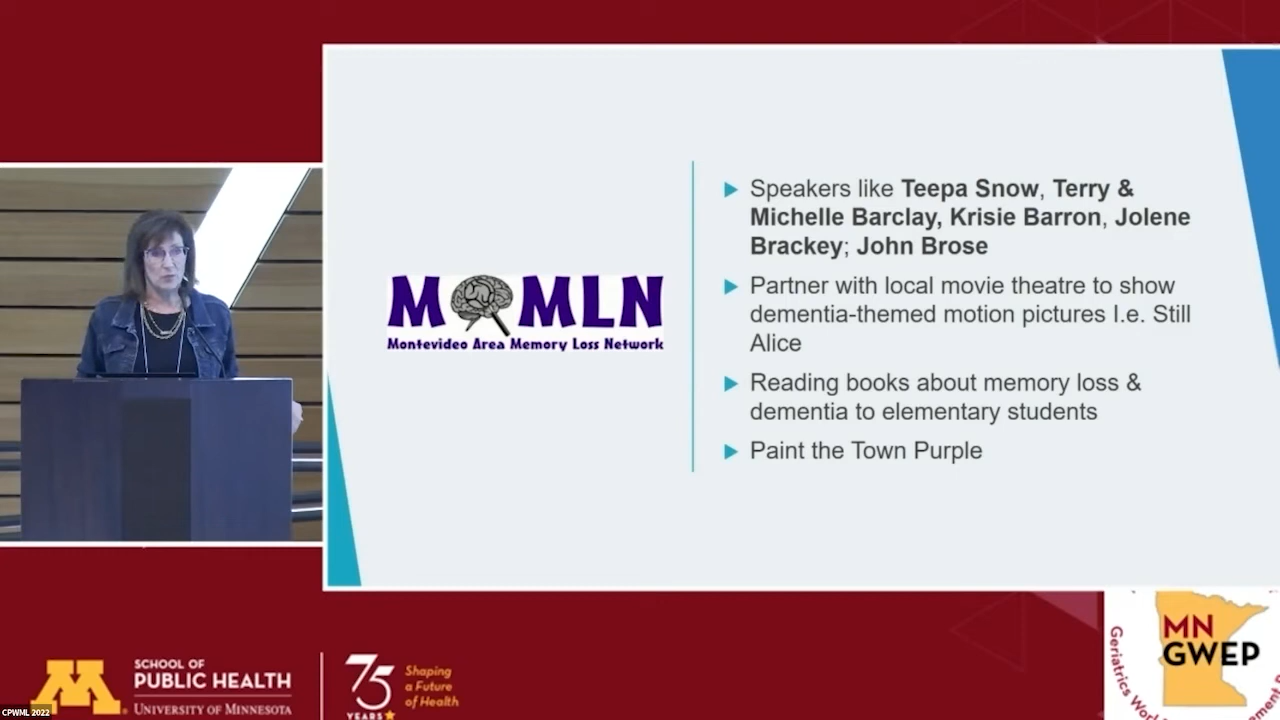 Speakers like Teepa Snow, Terry &
Michelle Barclay, Krisie Barron, Jolene
Brackey; John Brose
Partner with local movie theatre to show
dementia-themed motion pictures I.e. Still
Alice
Reading books about memory loss &
dementia to elementary students
Paint the Town Purple
MAMLN
Montevideo Area Memory Loss Network
M
SCHOOL OF
PUBLIC HEALTH
UNIVERSITY OF MINNESOTA
75
YEARS
Shaping
a Future
of Health
MN
GWEP
Geriatrics
CPWML 2022